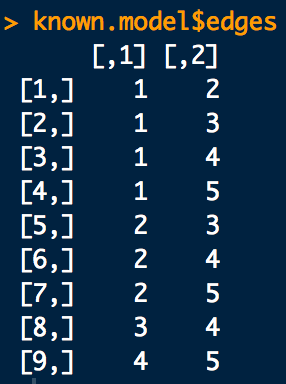 > known.model$edges
     [,1] [,2]
[1,]    1    2
[2,]    1    3
[3,]    1    4
[4,]    1    5
[5,]    2    3
[6,]    2    4
[7,]    2    5
[8,]    3    4
[9,]    4    5